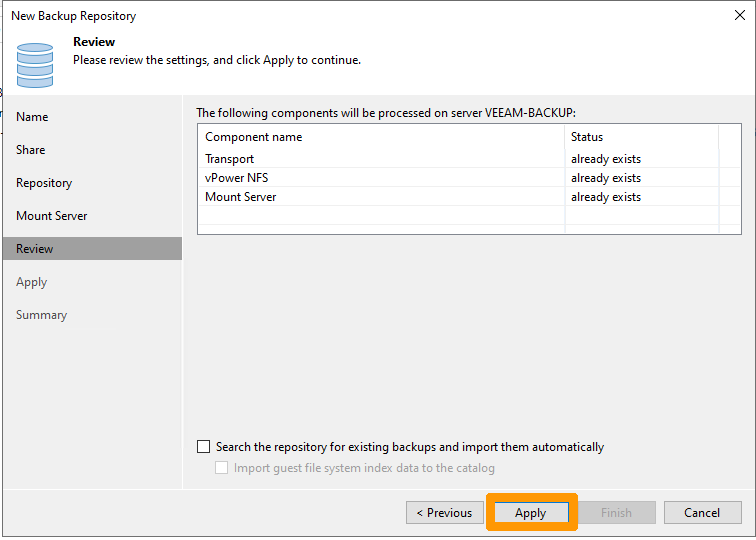 New Backup Repository
Review
Please review the settings, and click Apply to continue.
Name
Share
Repository
Mount Server
Review
Apply
Summary
The following components will be processed on server VEEAM-BACKUP:
Component name Status
Transport already exists
vPower NFS already exists
Mount Server already exists
Search the repository for existing backups and import them automatically
Import guest file system index data to the catalog
< Previous Apply Finish Cancel